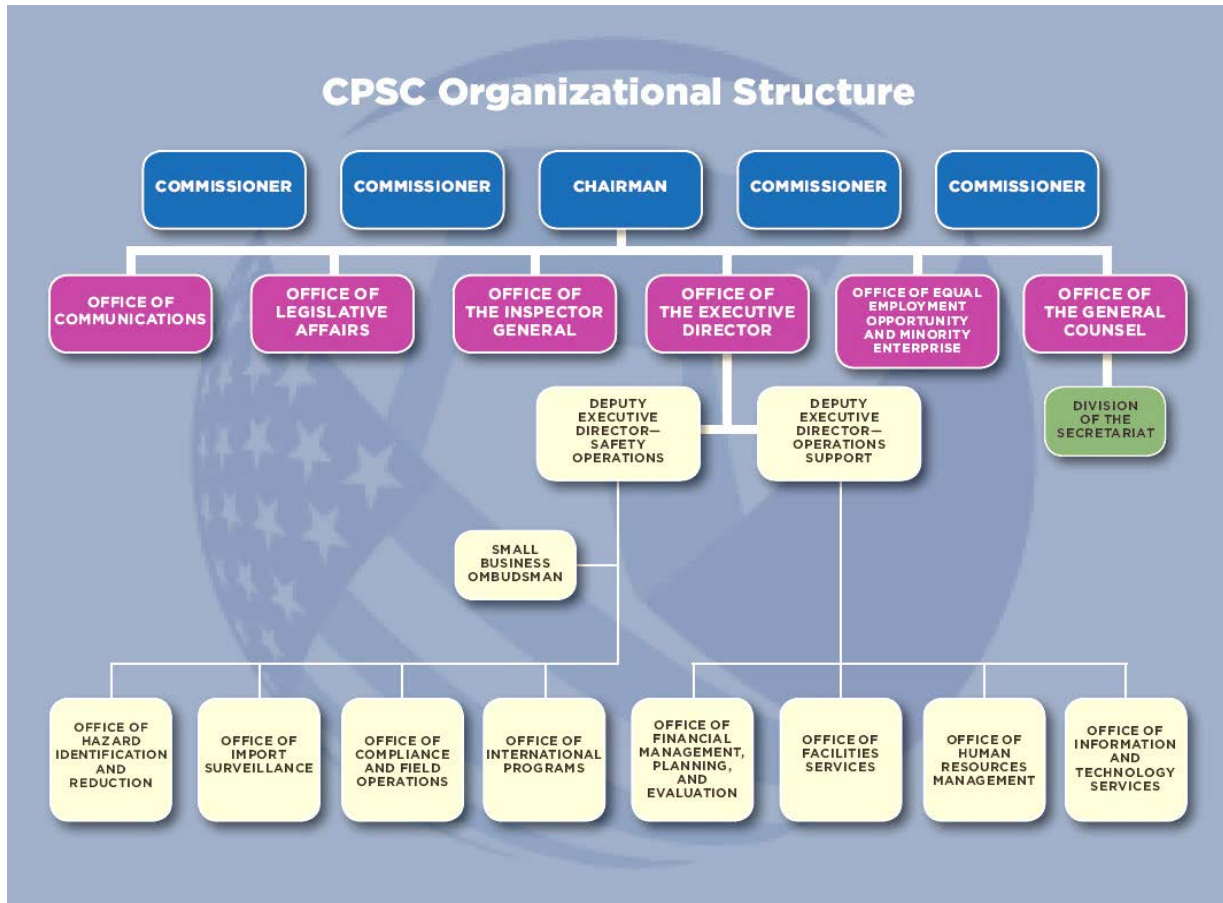 CPSC Organizational Structure
COMMISSIONER
COMMISSIONER
CHAIRMAN
COMMISSIONER
COMMISSIONER
OFFICE OF
COMMUNICATIONS
OFFICE OF
LEGISLATIVE
AFFAIRS
OFFICE OF
THE INSPECTOR
GENERAL
OFFICE OF
THE EXECUTIVE
DIRECTOR
OFFICE OF EQUAL
EMPLOYMENT
OPPORTUNITY
AND MINORITY
ENTERPRISE
OFFICE OF
THE GENERAL
COUNSEL
DEPUTY
EXECUTIVE
DIRECTOR—
SAFETY
OPERATIONS
DEPUTY
EXECUTIVE
DIRECTOR—
OPERATIONS
SUPPORT
DIVISION
OF THE
SECRETARIAT
SMALL
BUSINESS
OMBUDSMAN
OFFICE OF
HAZARD
IDENTIFICATION
AND
REDUCTION
OFFICE OF
IMPORT
SURVEILLANCE
OFFICE OF
COMPLIANCE
AND FIELD
OPERATIONS
OFFICE OF
INTERNATIONAL
PROGRAMS
OFFICE OF
FINANCIAL
MANAGEMENT,
PLANNING,
AND
EVALUATION
OFFICE OF
FACILITIES
SERVICES
OFFICE OF
HUMAN
RESOURCES
MANAGEMENT
OFFICE OF
INFORMATION
AND
TECHNOLOGY
SERVICES